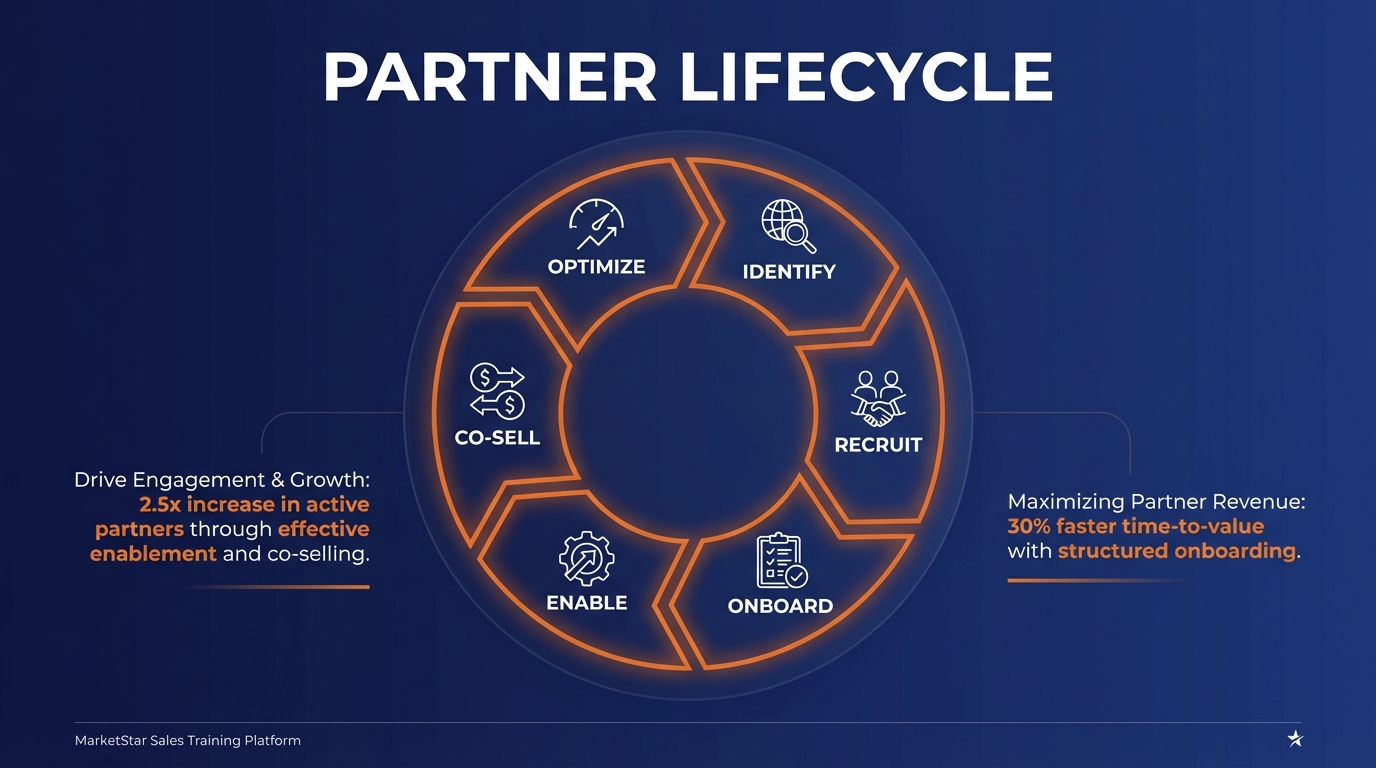 PARTNER LIFECYCLE
OPTIMIZE
IDENTIFY
$
$
CO-SELL
RECRUIT
ENABLE
ONBOARD
Drive Engagement & Growth:
2.5x increase in active
partners through effective
enablement and co-selling.
Maximizing Partner Revenue:
30% faster time-to-value
with structured onboarding.
MarketStar Sales Training Platform